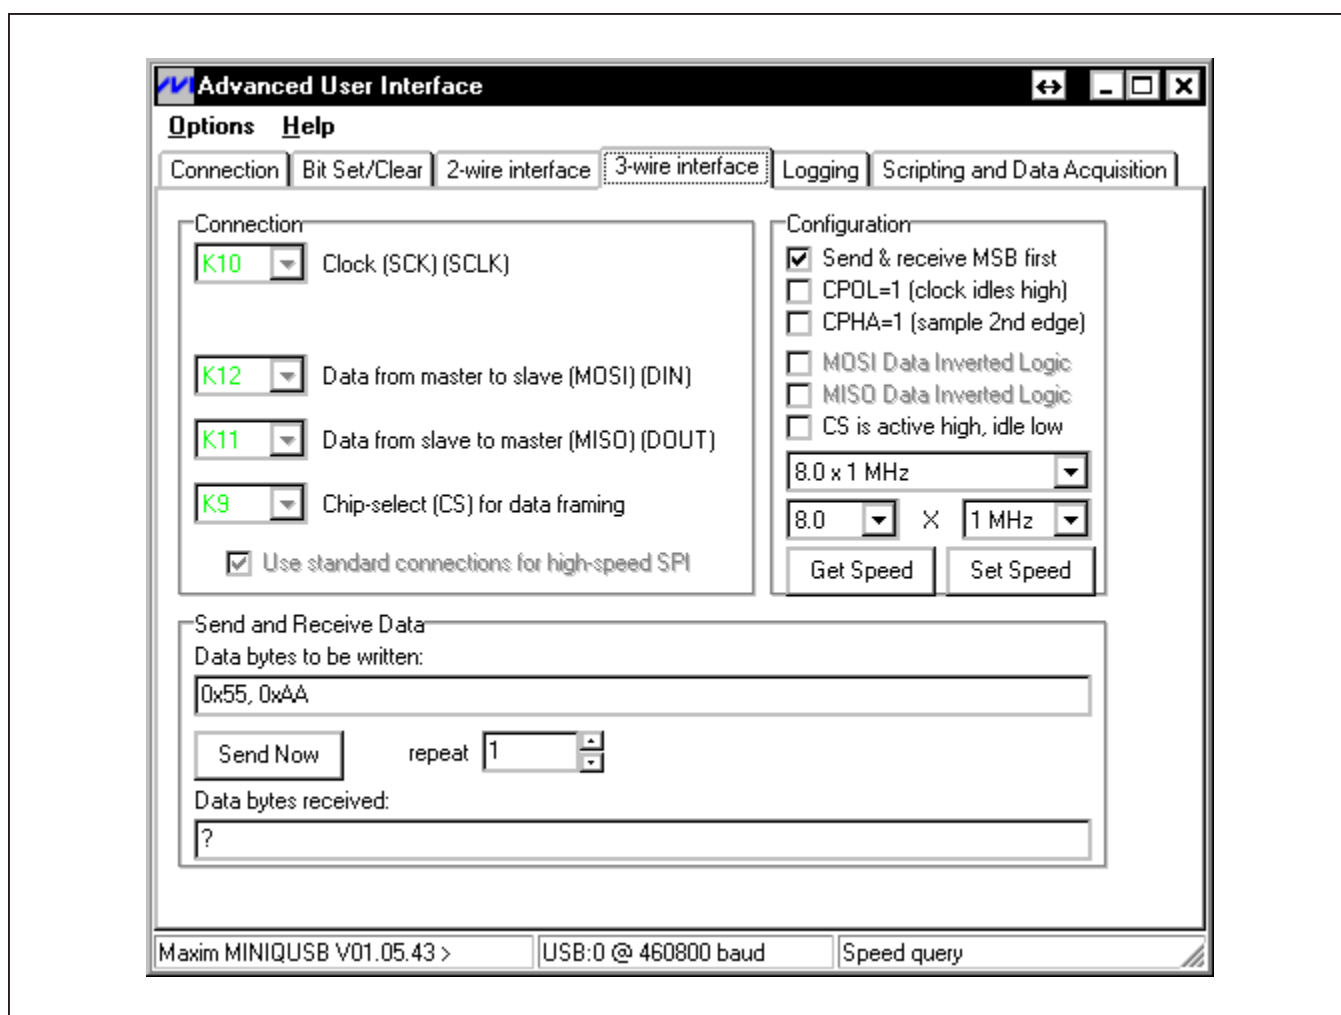 Advanced User Interface
Options Help
Connection Bit Set/Clear 2-wire interface 3-wire interface Logging Scripting and Data Acquisition
Connection
K10 Clock (SCK) (SCLK)
K12 Data from master to slave (MOSI) (DIN)
K11 Data from slave to master (MISO) (DOUT)
K9 Chip-select (CS) for data framing
Use standard connections for high-speed SPI
Configuration
Send & receive MSB first
CPOL=1 (clock idles high)
CPHA=1 (sample 2nd edge)
MOSI Data Inverted Logic
MISO Data Inverted Logic
CS is active high, idle low
8.0 x 1 MHz
8.0 X 1 MHz
Get Speed Set Speed
Send and Receive Data
Data bytes to be written:
0x55, 0xAA
Send Now repeat 1
Data bytes received:
?
Maxim MINIQUSB V01.05.43 > USB:0 @ 460800 baud Speed query